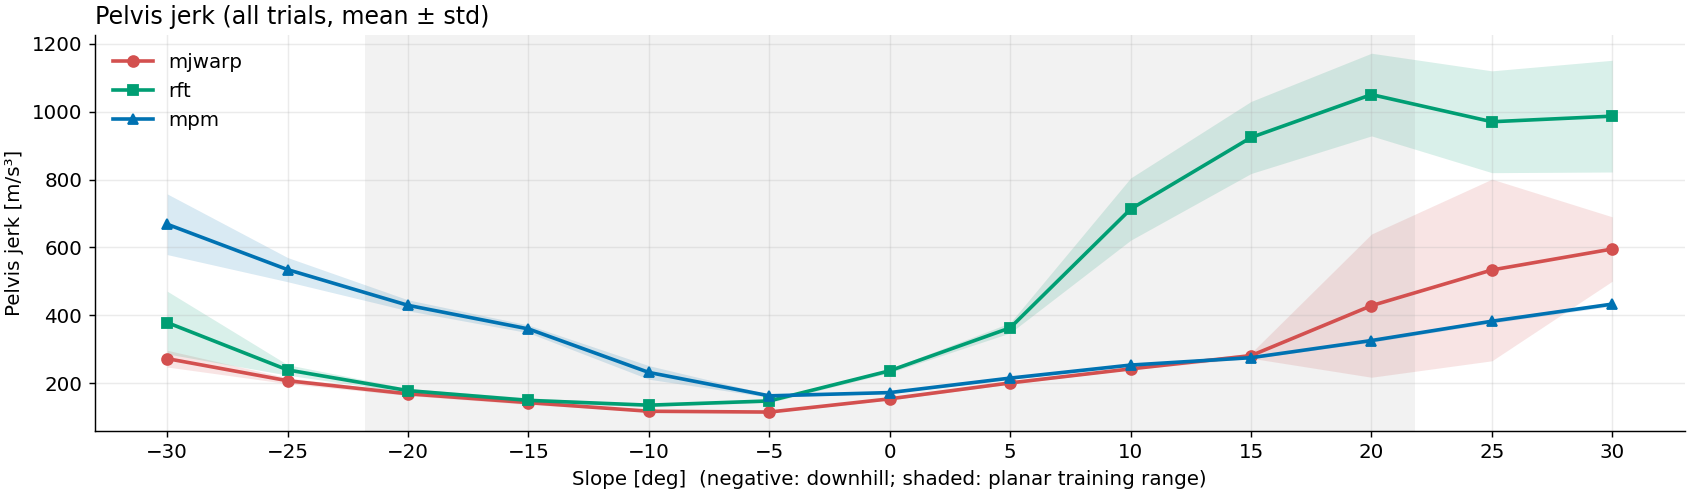 Pelvis jerk (all trials, mean ± std)
Pelvis jerk [m/s³]
1200
1000
800
600
400
200
mjwarp
rft
mpm
−30 −25 −20 −15 −10 −5 0 5 10 15 20 25 30
Slope [deg]  (negative: downhill; shaded: planar training range)